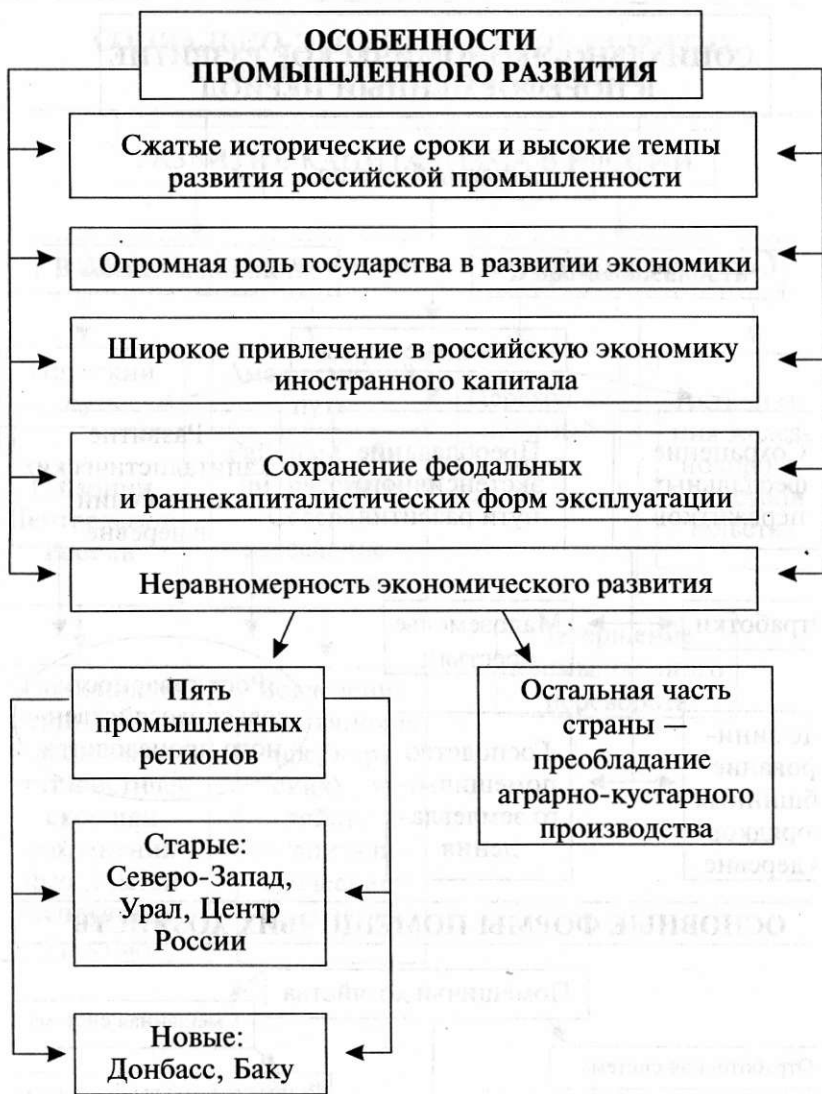 ОСОБЕННОСТИ
ПРОМЫШЛЕННОГО РАЗВИТИЯ
Сжатые исторические сроки и высокие темпы
развития российской промышленности
Огромная роль государства в развитии экономики
Широкое привлечение в российскую экономику
иностранного капитала
Сохранение феодальных
и раннекапиталистических форм эксплуатации
Неравномерность экономического развития
Пять
промышленных
регионов
Остальная часть
страны —
преобладание
аграрно-кустарного
производства
Старые:
Северо-Запад,
Урал, Центр
России
Новые:
Донбасс, Баку